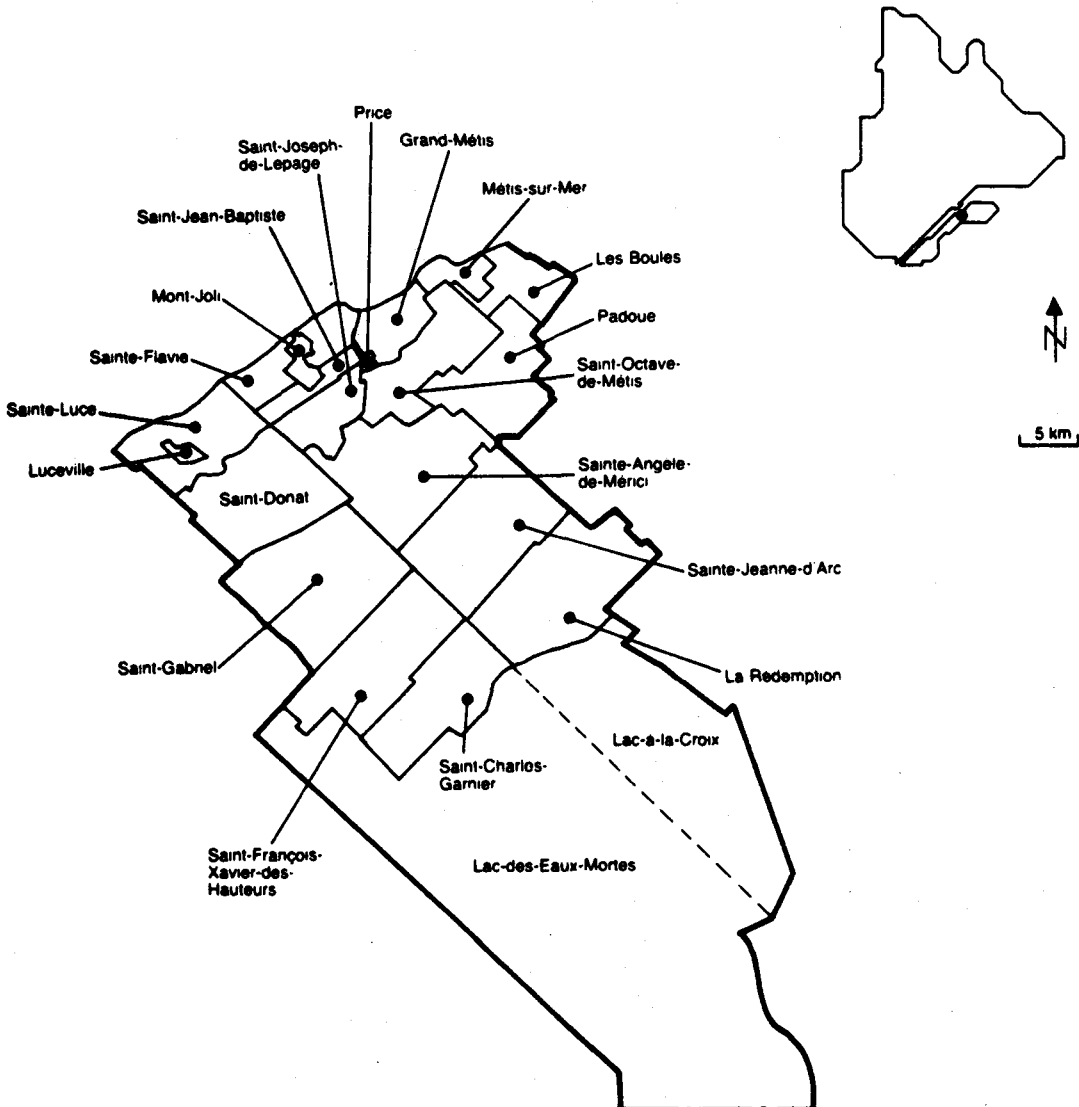 Price
Saint-Joseph-
de-Lepage
Grand-Métis
Métis-sur-Mer
Saint-Jean-Baptiste
Les Boules
Mont-Joli
Padoue
Sainte-Flavie
Saint-Octave-
de-Métis
Sainte-Luce
N
5 km
Luceville
Sainte-Angele-
de-Mérici
Saint-Donat
Sainte-Jeanne-d'Arc
Saint-Gabriel
La Redemption
Lac-a-la-Croix
Saint-Charles-
Garnier
Saint-François-
Xavier-des-
Hauteurs
Lac-des-Eaux-Mortes